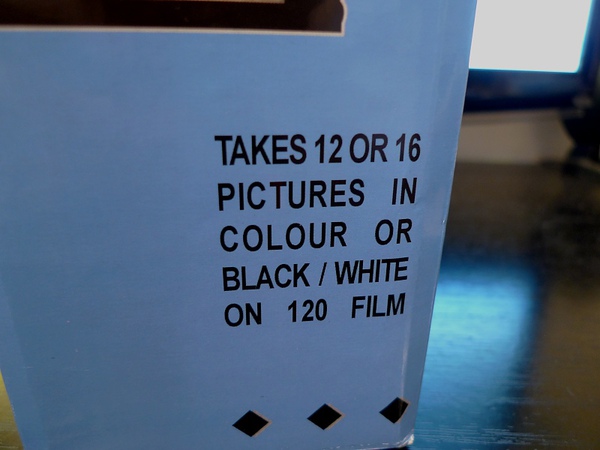 TAKES 12 OR 16
PICTURES IN
COLOUR OR
BLACK / WHITE
ON 120 FILM